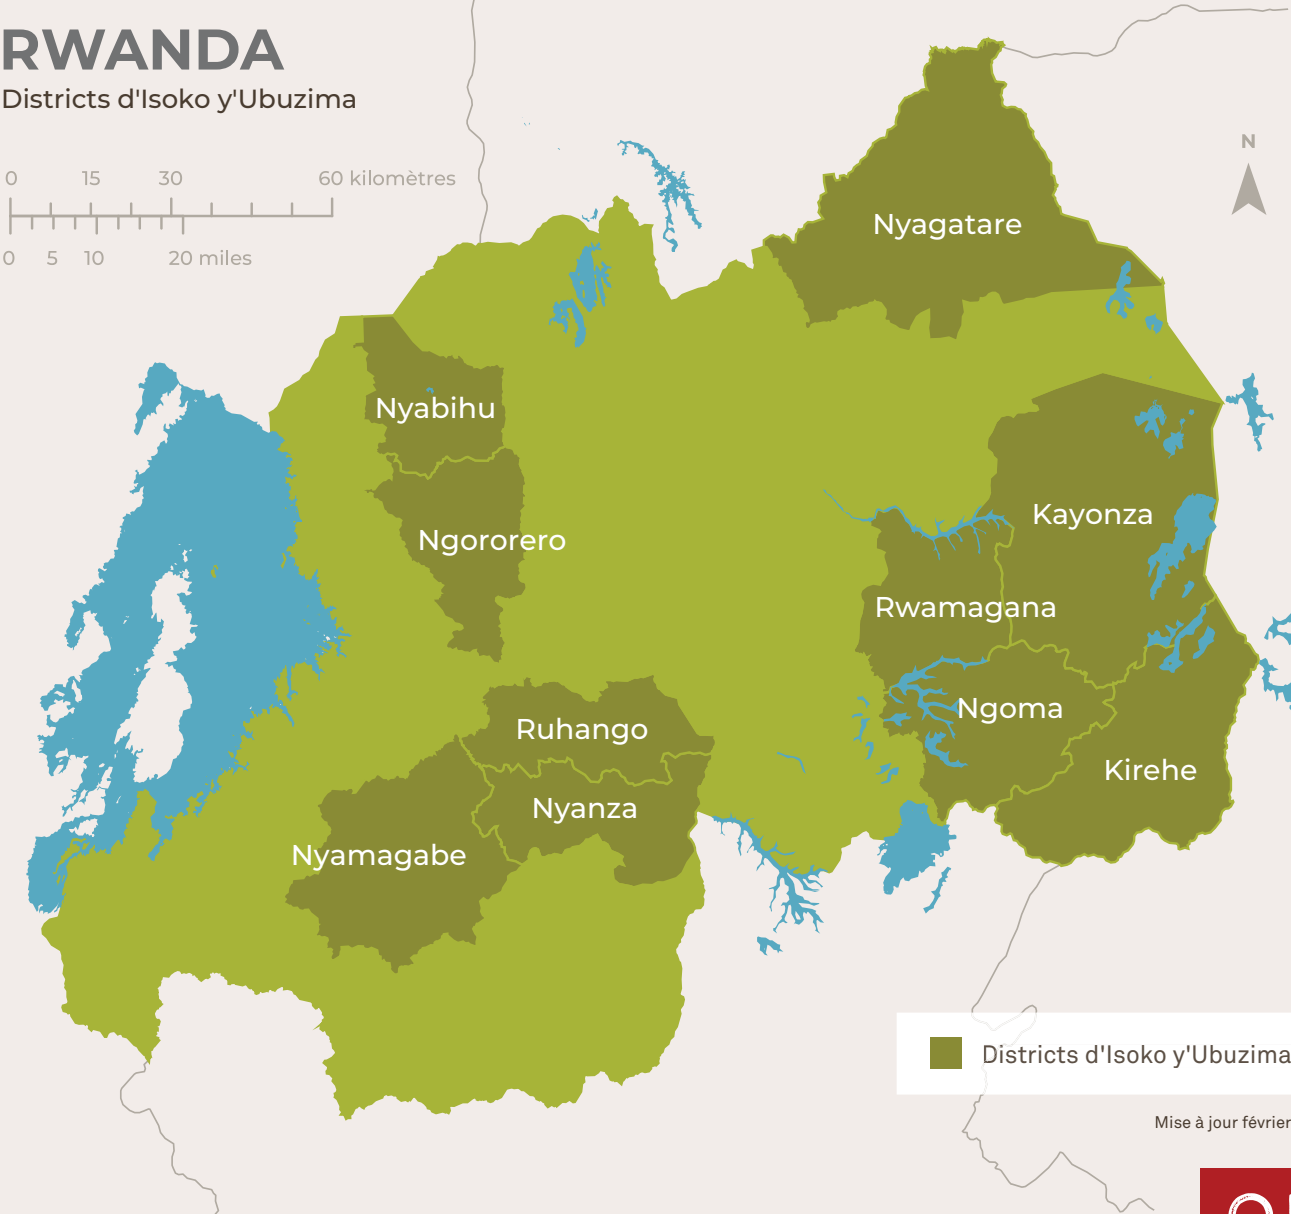 RWANDA
Districts d'Isoko y'Ubuzima
0 15 30 60 kilomètres
0 5 10 20 miles
N
Nyagatare
Nyabihu
Kayonza
Ngororero
Rwamagana
Ngoma
Ruhango
Kirehe
Nyanza
Nyamagabe
Districts d'Isoko y'Ubuzima
Mise à jour février